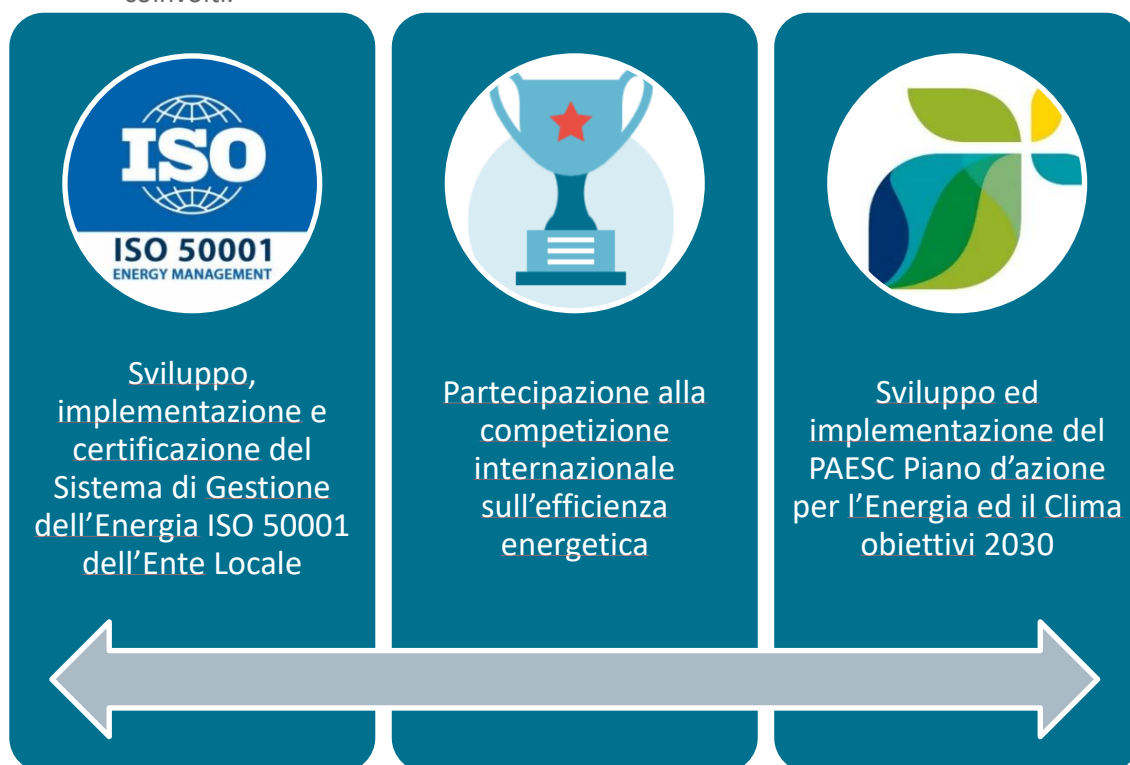 coinvolti.
ISO
ISO 50001
ENERGY MANAGEMENT
Sviluppo,
implementazione e
certificazione del
Sistema di Gestione
dell'Energia ISO 50001
dell'Ente Locale
Partecipazione alla
competizione
internazionale
sull'efficienza
energetica
Sviluppo ed
implementazione del
PAESC Piano d'azione
per l'Energia ed il Clima
obiettivi 2030